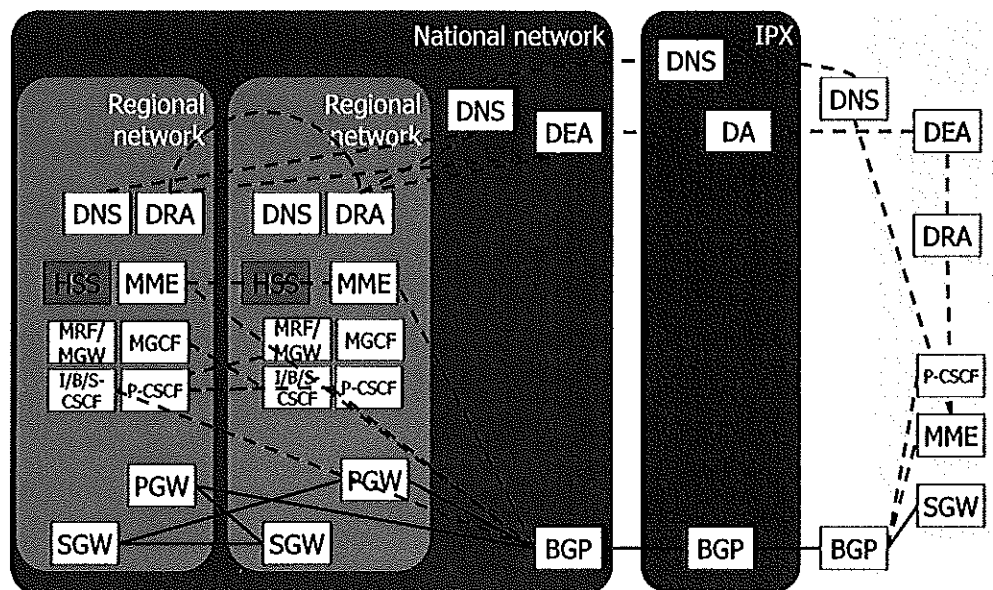 National network
IPX
DNS
DNS
Regional
network
Regional
network
DNS
DEA
DA
DEA
DNS
DRA
DNS
DRA
DRA
HSS
MME
HSS
MME
MRF/
MGW
MGCF
MRF/
MGW
MGCF
I/B/S-
CSCF
P-CSCF
I/B/S-
CSCF
P-CSCF
P-CSCF
MME
PGW
PGW
SGW
SGW
SGW
BGP
BGP
BGP